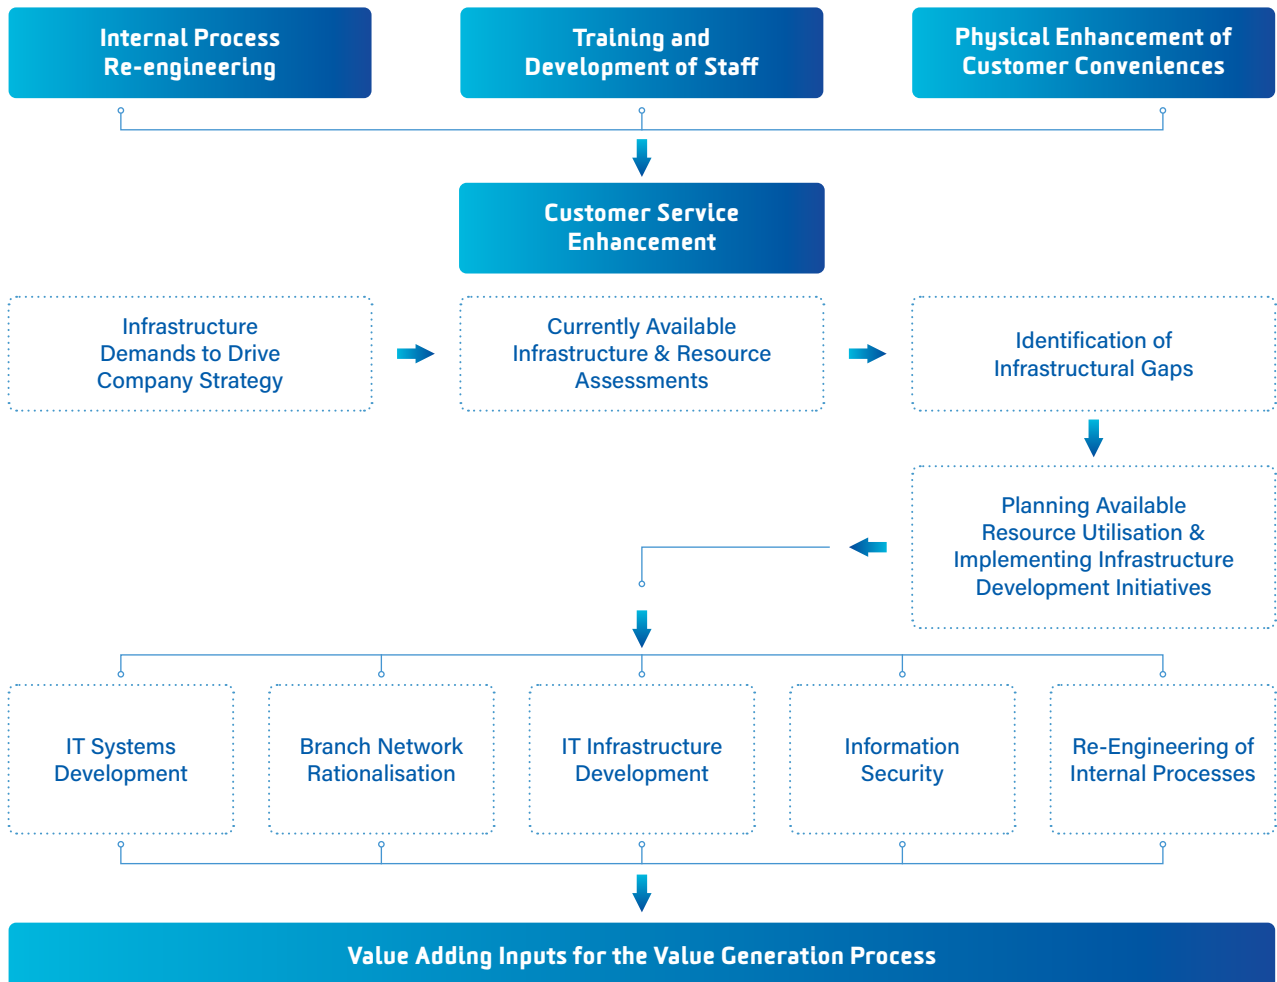 Internal Process
Re-engineering
Training and
Development of Staff
Physical Enhancement of
Customer Conveniences
Customer Service
Enhancement
Infrastructure
Demands to Drive
Company Strategy
Currently Available
Infrastructure & Resource
Assessments
Identification of
Infrastructural Gaps
Planning Available
Resource Utilisation &
Implementing Infrastructure
Development Initiatives
IT Systems
Development
Branch Network
Rationalisation
IT Infrastructure
Development
Information
Security
Re-Engineering of
Internal Processes
Value Adding Inputs for the Value Generation Process